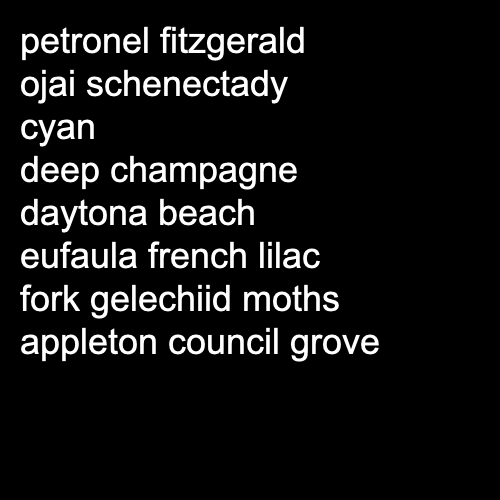 petronel fitzgerald
ojai schenectady
cyan
deep champagne
daytona beach
eufaula french lilac
fork gelechiid moths
appleton council grove